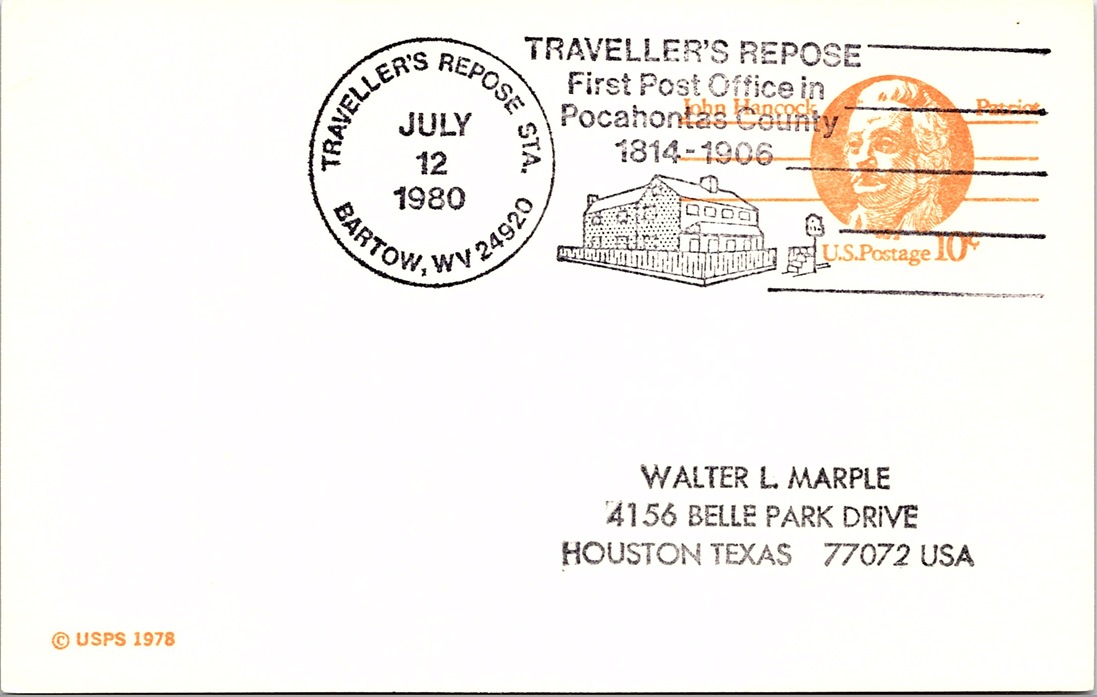 TRAVELLER'S REPOSE STA.
JULY
12
1980
BARTOW, WV 24920
TRAVELLER'S REPOSE
First Post Office in
Pocahontas County
1814-1906
John Hancock
Patriot
U.S.Postage 10¢
WALTER L. MARPLE
4156 BELLE PARK DRIVE
HOUSTON TEXAS 77072 USA
© USPS 1978